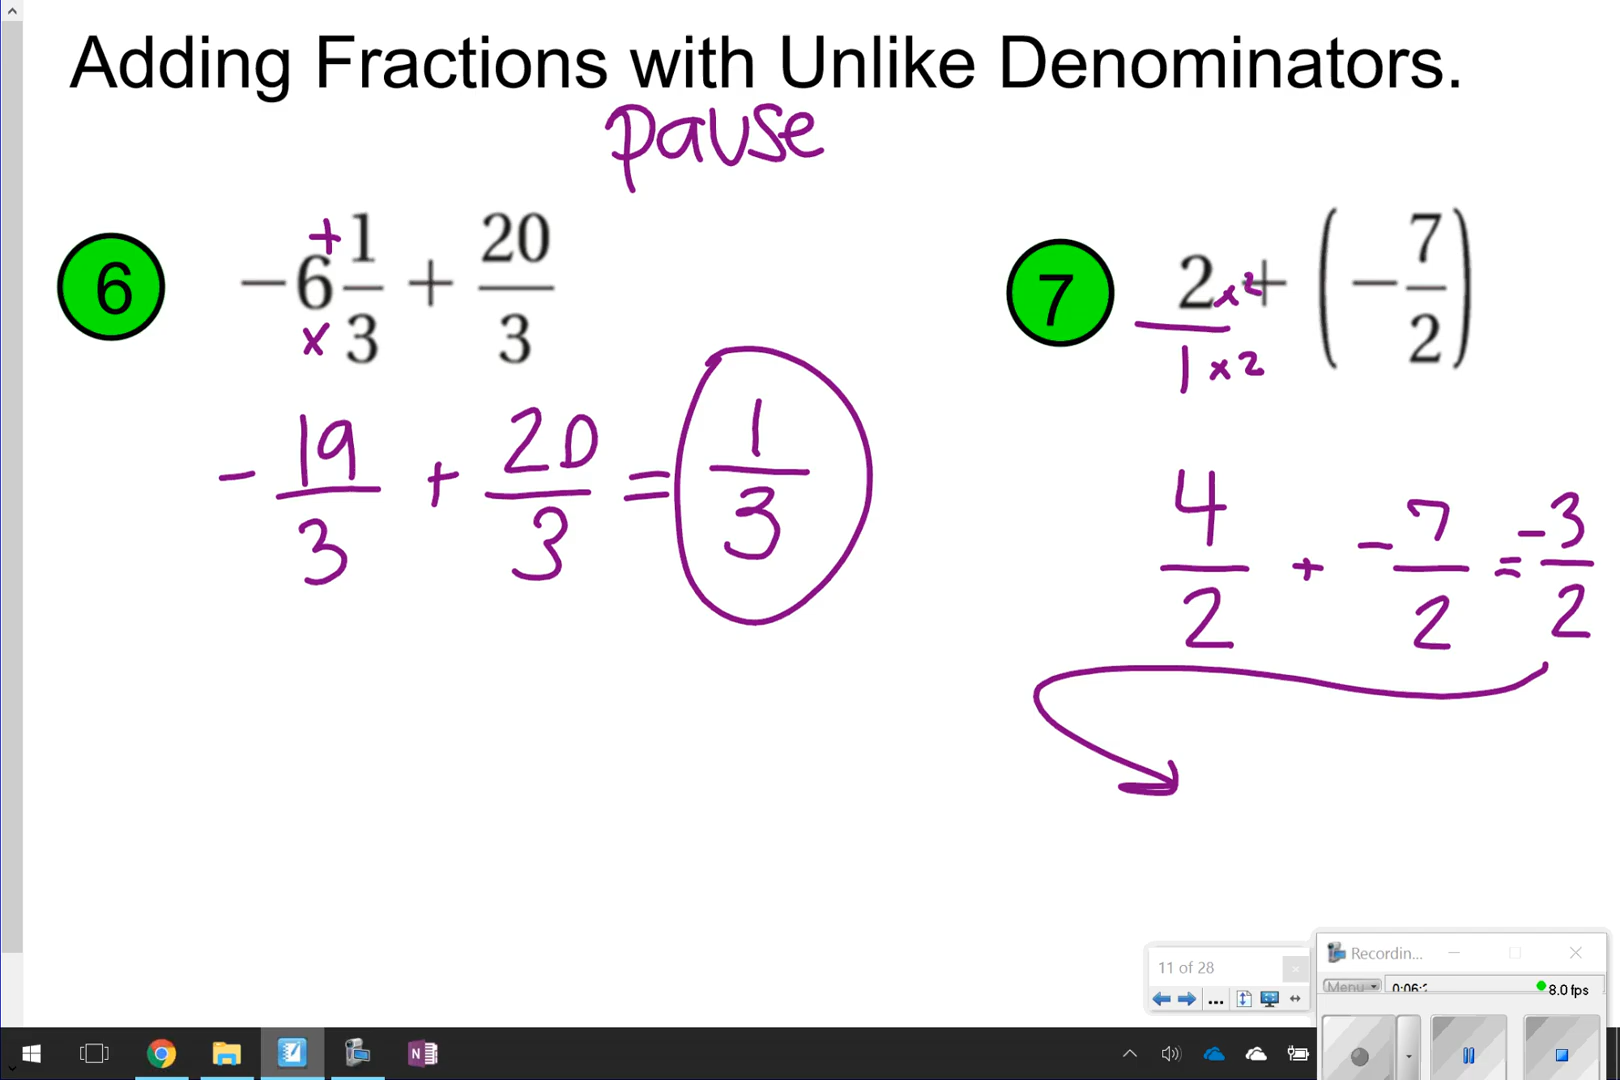 Adding Fractions with Unlike Denominators.
pause
6
-6 1/3 + 20/3
+
x
- 19/3 + 20/3 = 1/3
7
2 + (-7/2)
x2
1 x2
4/2 + -7/2 = -3/2
11 of 28
Recordin...
Menu
0:06:
8.0 fps
N